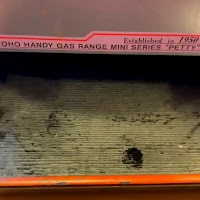 Established in 1950
OHO HANDY GAS RANGE MINI SERIES "PETTY"